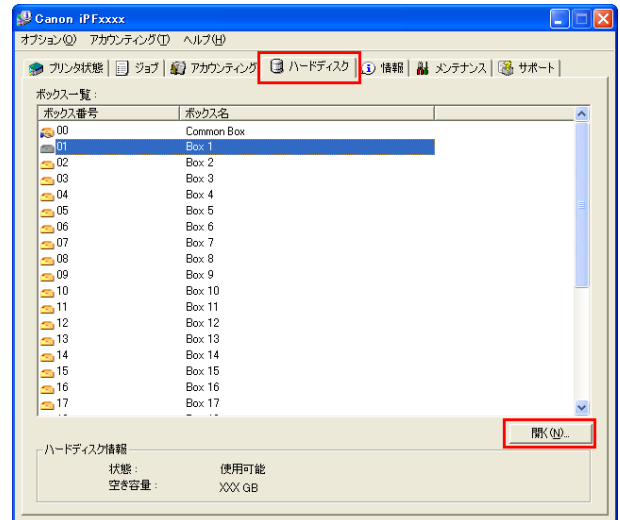 Canon iPFxxxx
オプション(O) アカウンティング(T) ヘルプ(H)
プリンタ状態 ジョブ アカウンティング ハードディスク 情報 メンテナンス サポート
ボックス一覧 :
ボックス番号 ボックス名
00 Common Box
01 Box 1
02 Box 2
03 Box 3
04 Box 4
05 Box 5
06 Box 6
07 Box 7
08 Box 8
09 Box 9
10 Box 10
11 Box 11
12 Box 12
13 Box 13
14 Box 14
15 Box 15
16 Box 16
17 Box 17
開く(N)...
ハードディスク情報
状態 : 使用可能
空き容量 : XXX GB